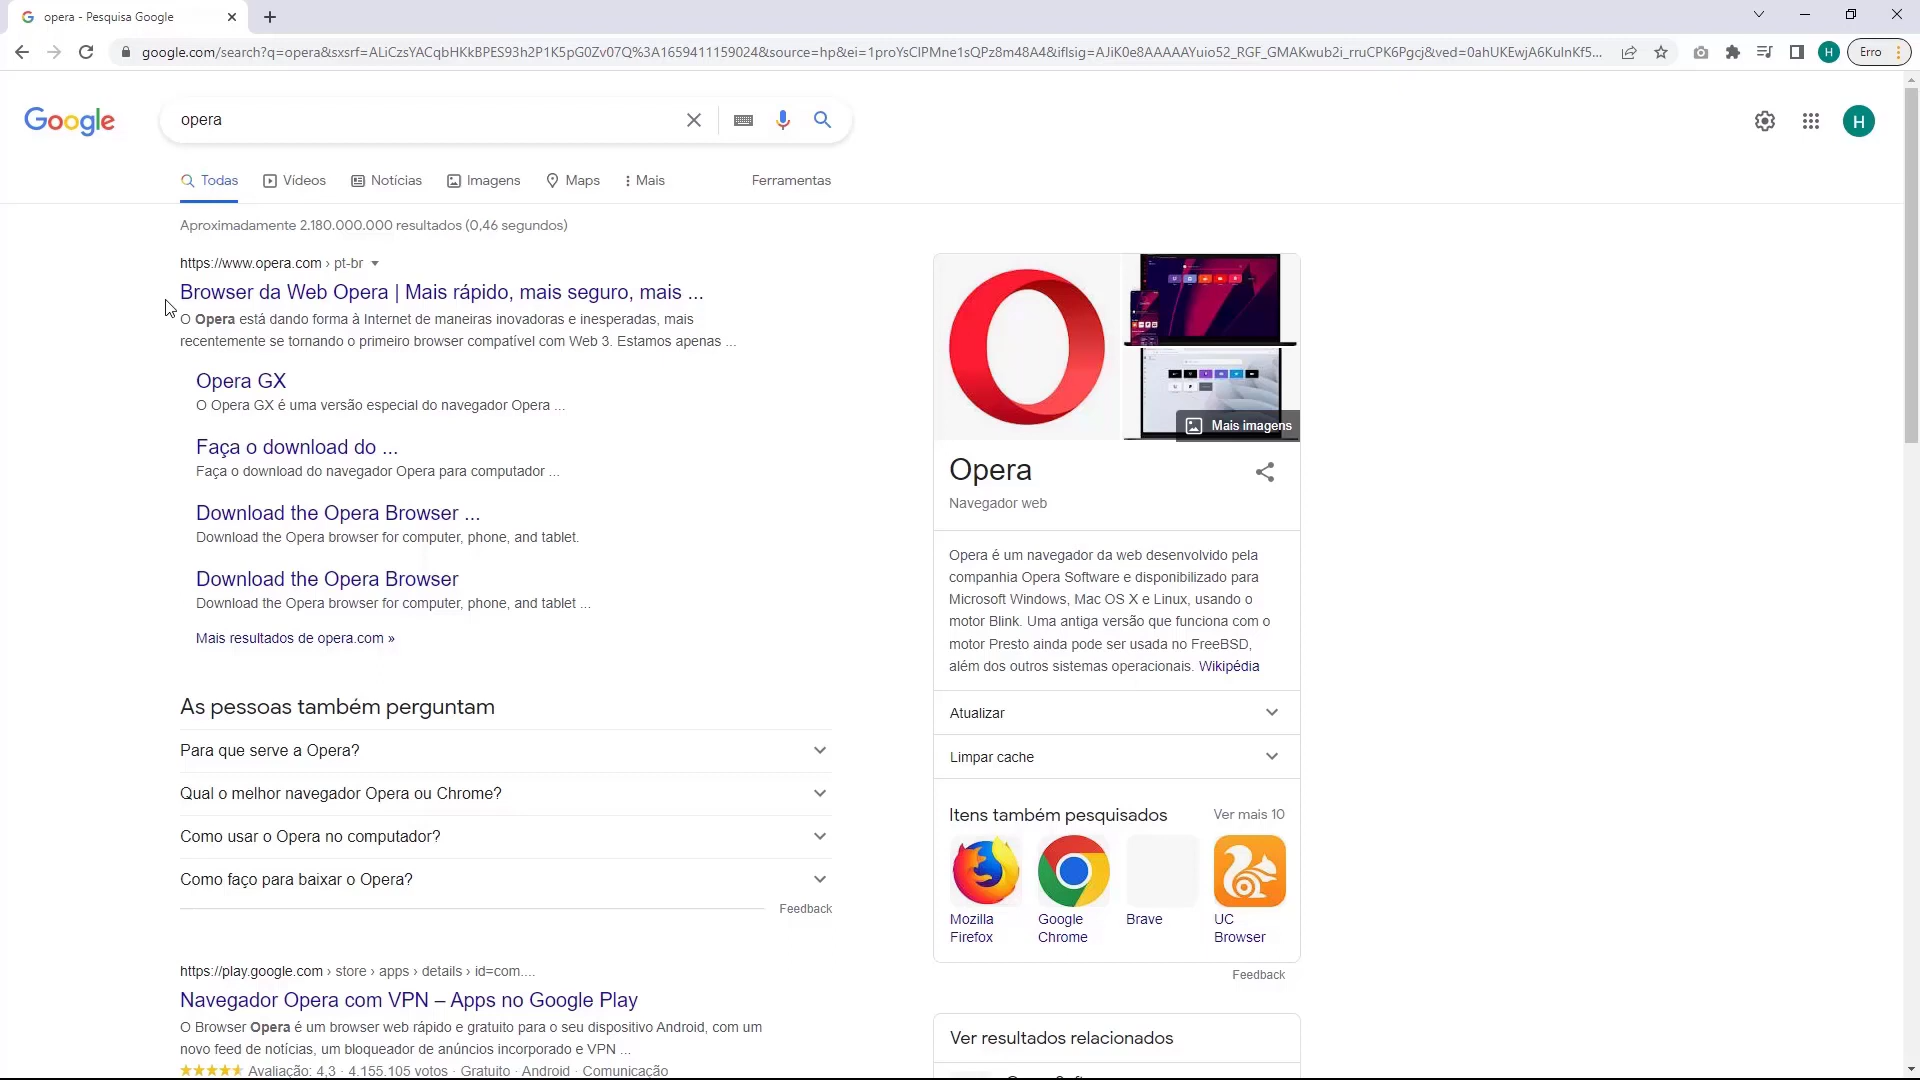 opera - Pesquisa Google
google.com/search?q=opera&sxsrf=ALiCzsYACqbHKkBPES93h2P1K5pG0Zv07Q%3A1659411159024&source=hp&ei=1proYsClPMne1sQPz8m48A4&iflsig=AJiK0e8AAAAAYuio52_RGF_GMAKwub2i_rruCPK6Pgcj&ved=0ahUKEwjA6KuInKf5...
H
Erro
Google
opera
H
Todas
Vídeos
Notícias
Imagens
Maps
Mais
Ferramentas
Aproximadamente 2.180.000.000 resultados (0,46 segundos)
https://www.opera.com › pt-br
Browser da Web Opera | Mais rápido, mais seguro, mais ...
O Opera está dando forma à Internet de maneiras inovadoras e inesperadas, mais
recentemente se tornando o primeiro browser compatível com Web 3. Estamos apenas ...
Opera GX
O Opera GX é uma versão especial do navegador Opera ...
Faça o download do ...
Faça o download do navegador Opera para computador ...
Download the Opera Browser ...
Download the Opera browser for computer, phone, and tablet.
Download the Opera Browser
Download the Opera browser for computer, phone, and tablet ...
Mais resultados de opera.com »
As pessoas também perguntam
Para que serve a Opera?
Qual o melhor navegador Opera ou Chrome?
Como usar o Opera no computador?
Como faço para baixar o Opera?
Feedback
https://play.google.com › store › apps › details › id=com....
Navegador Opera com VPN – Apps no Google Play
O Browser Opera é um browser web rápido e gratuito para o seu dispositivo Android, com um
novo feed de notícias, um bloqueador de anúncios incorporado e VPN ...
Avaliação: 4,3 · 4.155.105 votos · Gratuito · Android · Comunicação
Mais imagens
Opera
Navegador web
Opera é um navegador da web desenvolvido pela
companhia Opera Software e disponibilizado para
Microsoft Windows, Mac OS X e Linux, usando o
motor Blink. Uma antiga versão que funciona com o
motor Presto ainda pode ser usada no FreeBSD,
além dos outros sistemas operacionais. Wikipédia
Atualizar
Limpar cache
Itens também pesquisados
Ver mais 10
Mozilla
Firefox
Google
Chrome
Brave
UC
Browser
Feedback
Ver resultados relacionados